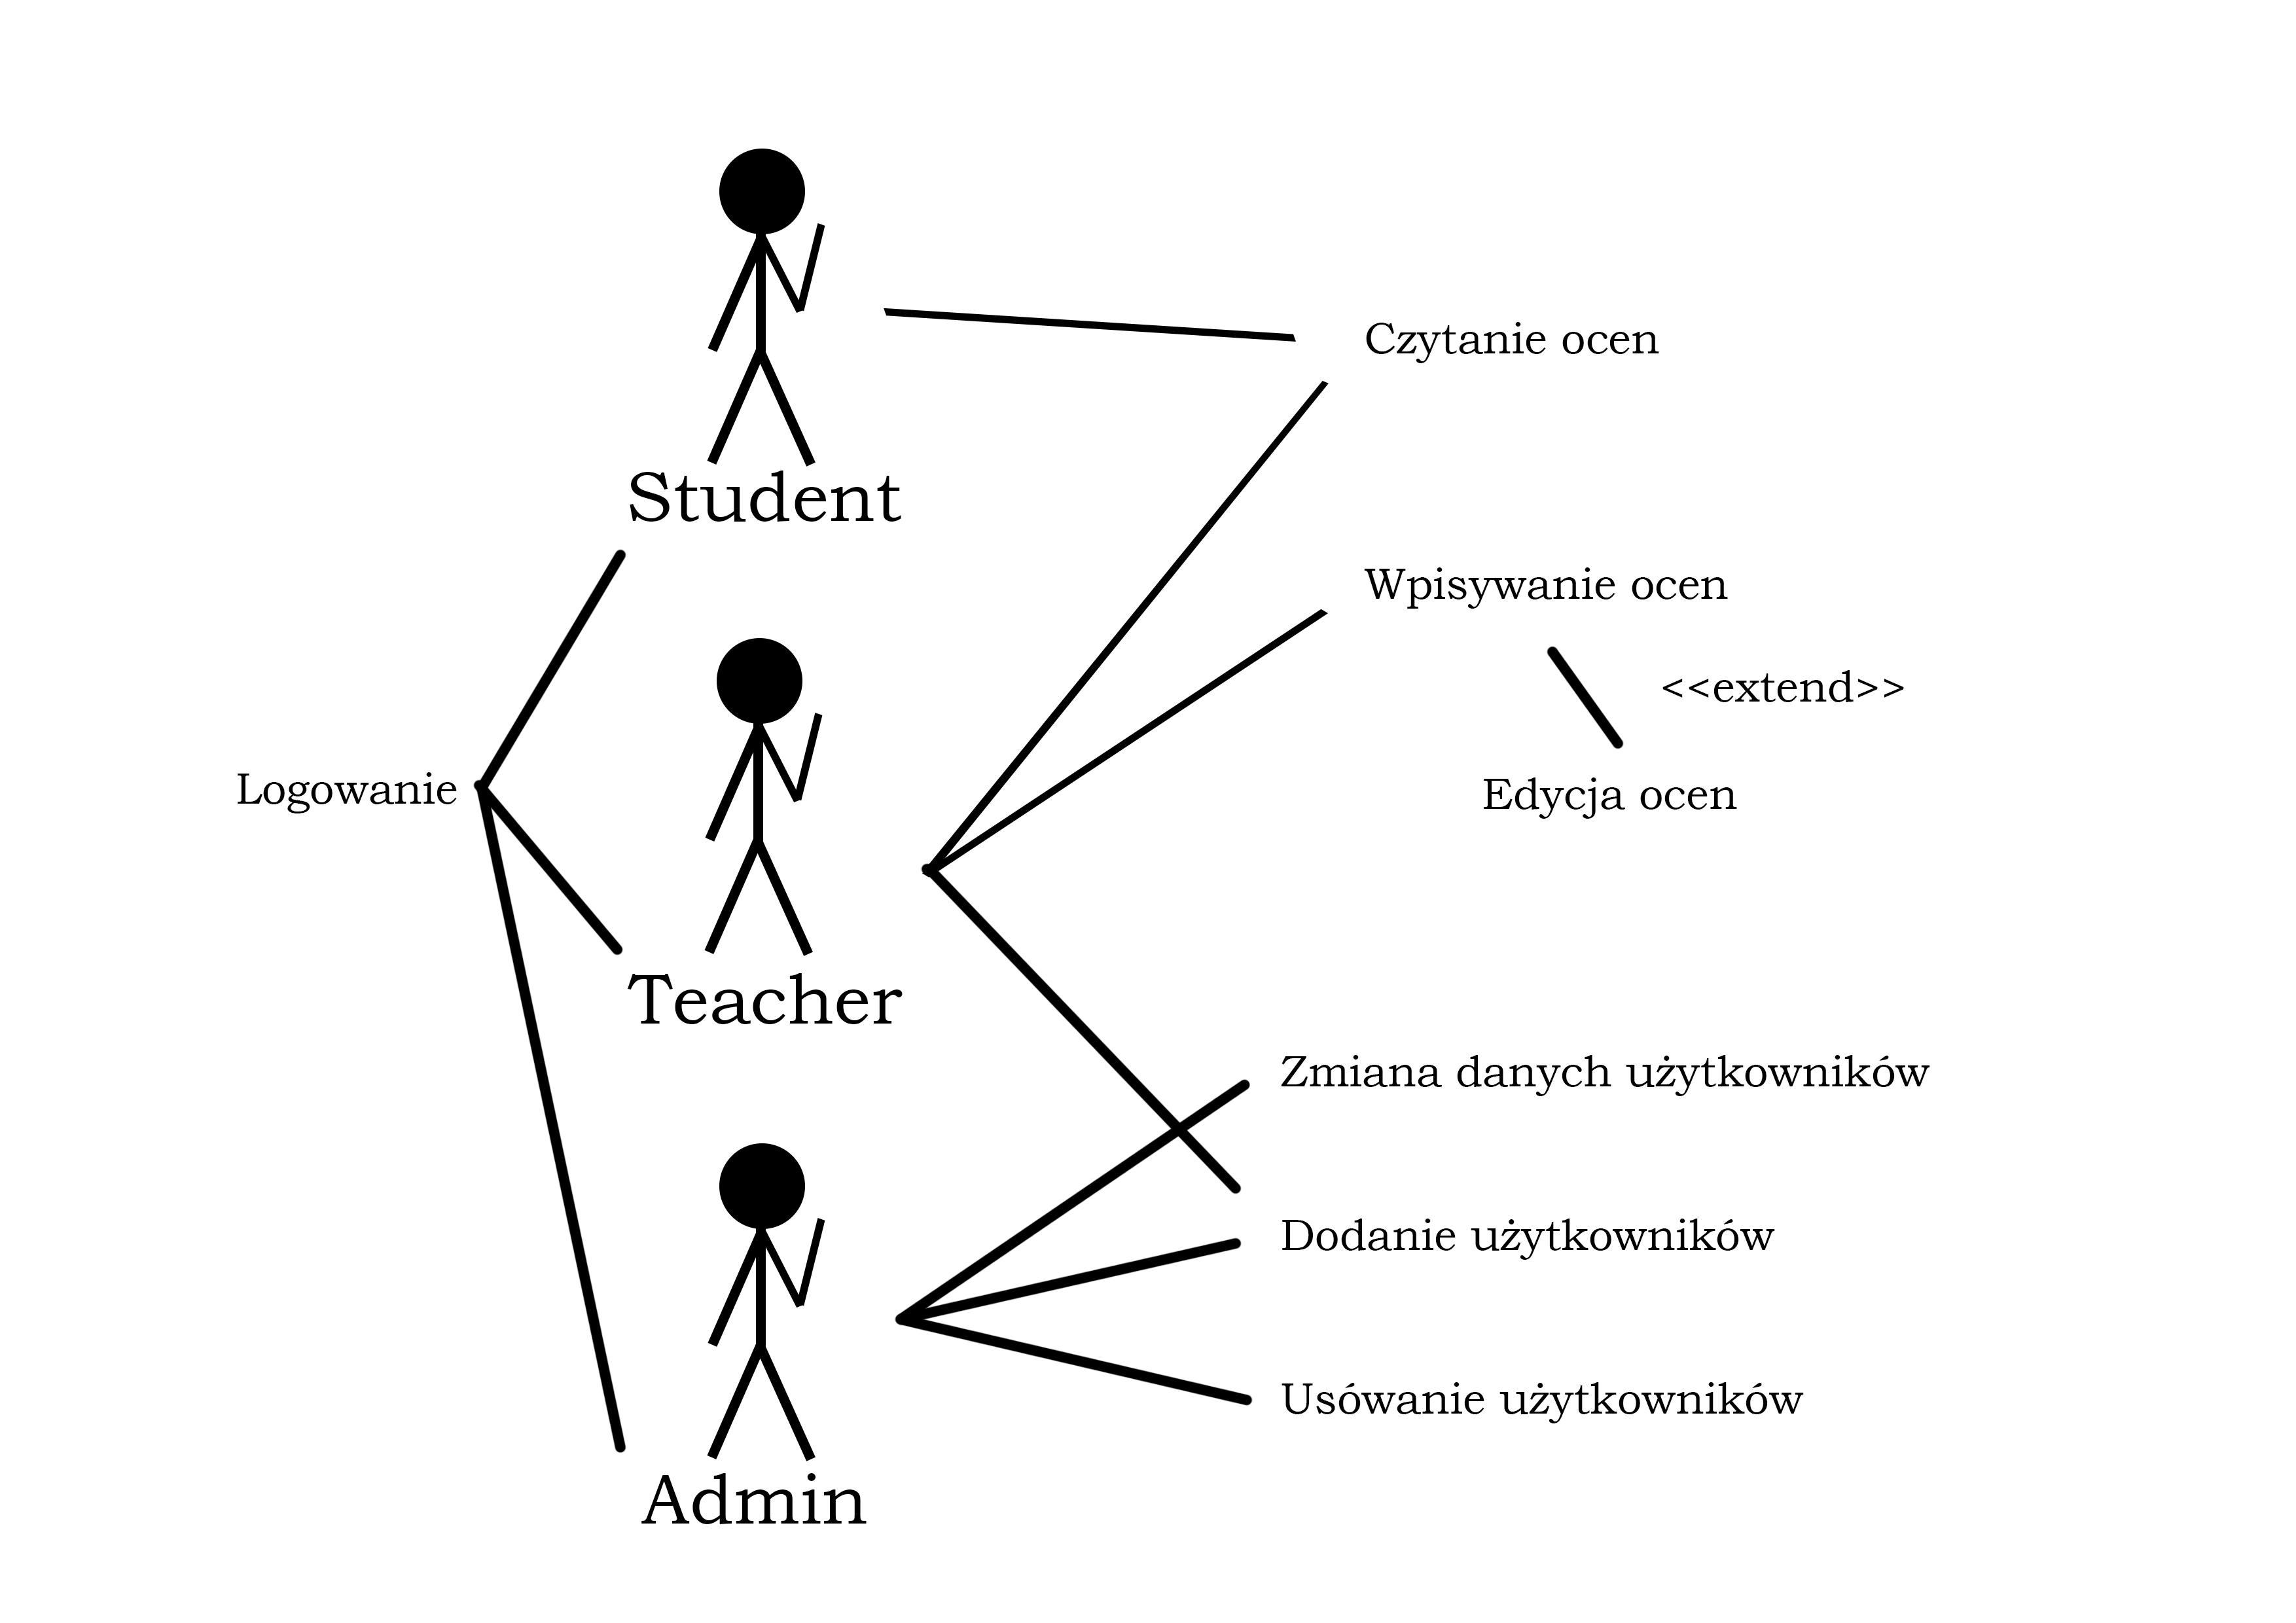 Czytanie ocen
Student
Wpisywanie ocen
<<extend>>
Logowanie
Edycja ocen
Teacher
Zmiana danych użytkowników
Dodanie użytkowników
Usówanie użytkowników
Admin